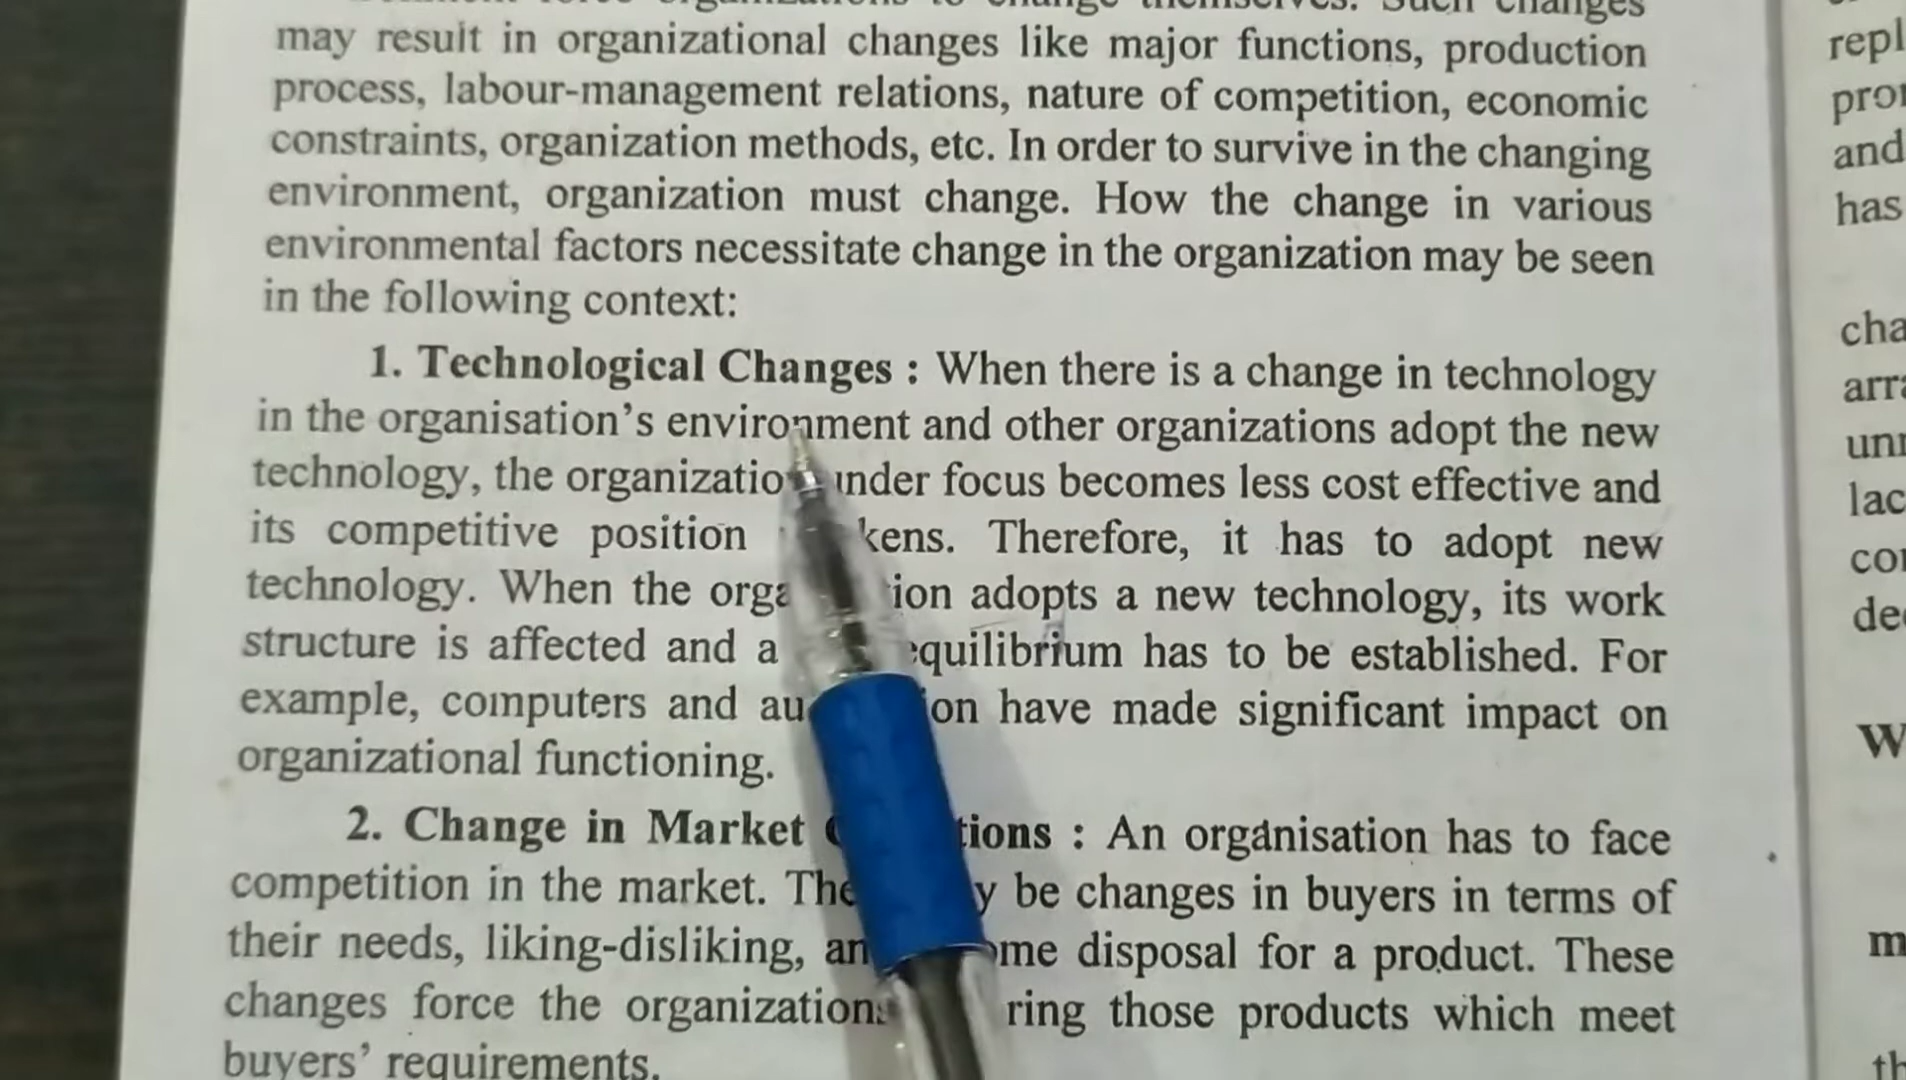 may result in organizational changes like major functions, production
process, labour-management relations, nature of competition, economic
constraints, organization methods, etc. In order to survive in the changing
environment, organization must change. How the change in various
environmental factors necessitate change in the organization may be seen
in the following context:
1. Technological Changes : When there is a change in technology
in the organisation's environment and other organizations adopt the new
technology, the organization under focus becomes less cost effective and
its competitive position kens. Therefore, it has to adopt new
technology. When the orga ion adopts a new technology, its work
structure is affected and a equilibrium has to be established. For
example, computers and au on have made significant impact on
organizational functioning.
2. Change in Market tions : An organisation has to face
competition in the market. The y be changes in buyers in terms of
their needs, liking-disliking, an ome disposal for a product. These
changes force the organizations ring those products which meet
buyers' requirements.
repl
and
has
cha
lac
W
m
th